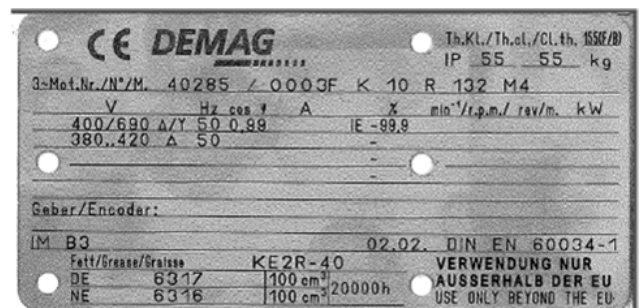 CE DEMAG Th.Kl./Th.cl./Cl.th. 155(F/B)
IP 55 55 kg
3~Mot.Nr./N°/M. 40285 / 0003F K 10 R 132 M4
V Hz cos φ A % min⁻¹/r.p.m./ rev/m. kW
400/690 Δ/Y 50 0.99 IE -99.9
380..420 Δ 50 -
-
-
Geber/Encoder:
IM B3 02.02. DIN EN 60034-1
Fett/Grease/Graisse KE2R-40 VERWENDUNG NUR
DE 6317 100 cm³ 20000h AUSSERHALB DER EU
NE 6316 100 cm³ USE ONLY BEYOND THE EU